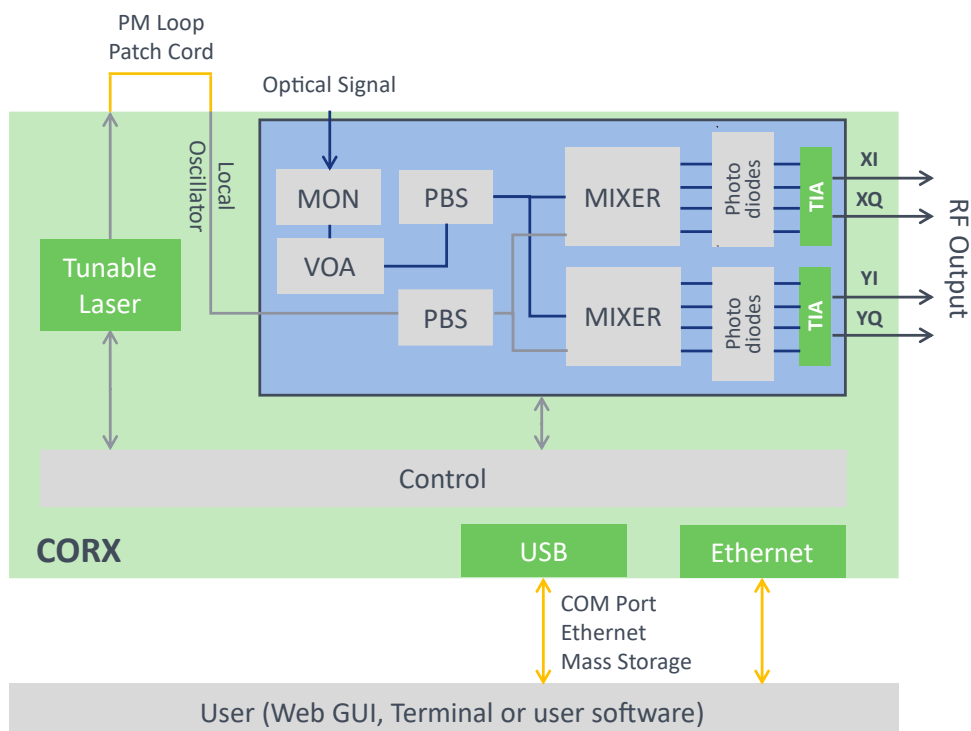 PM Loop
Patch Cord
Optical Signal
Local
Oscillator
Tunable
Laser
MON
VOA
PBS
PBS
MIXER
MIXER
Photo
diodes
Photo
diodes
TIA
TIA
XI
XQ
YI
YQ
RF Output
Control
CORX
USB
Ethernet
COM Port
Ethernet
Mass Storage
User (Web GUI, Terminal or user software)